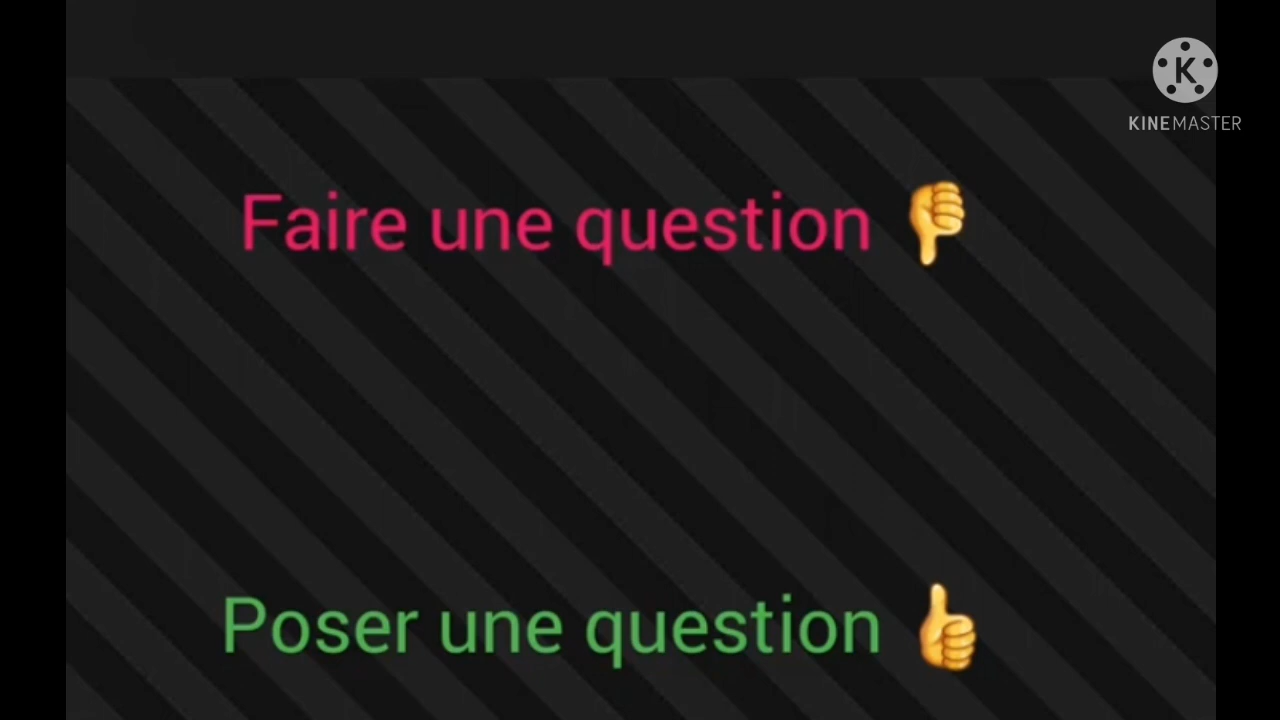 K
KINEMASTER
Faire une question 👎
Poser une question 👍